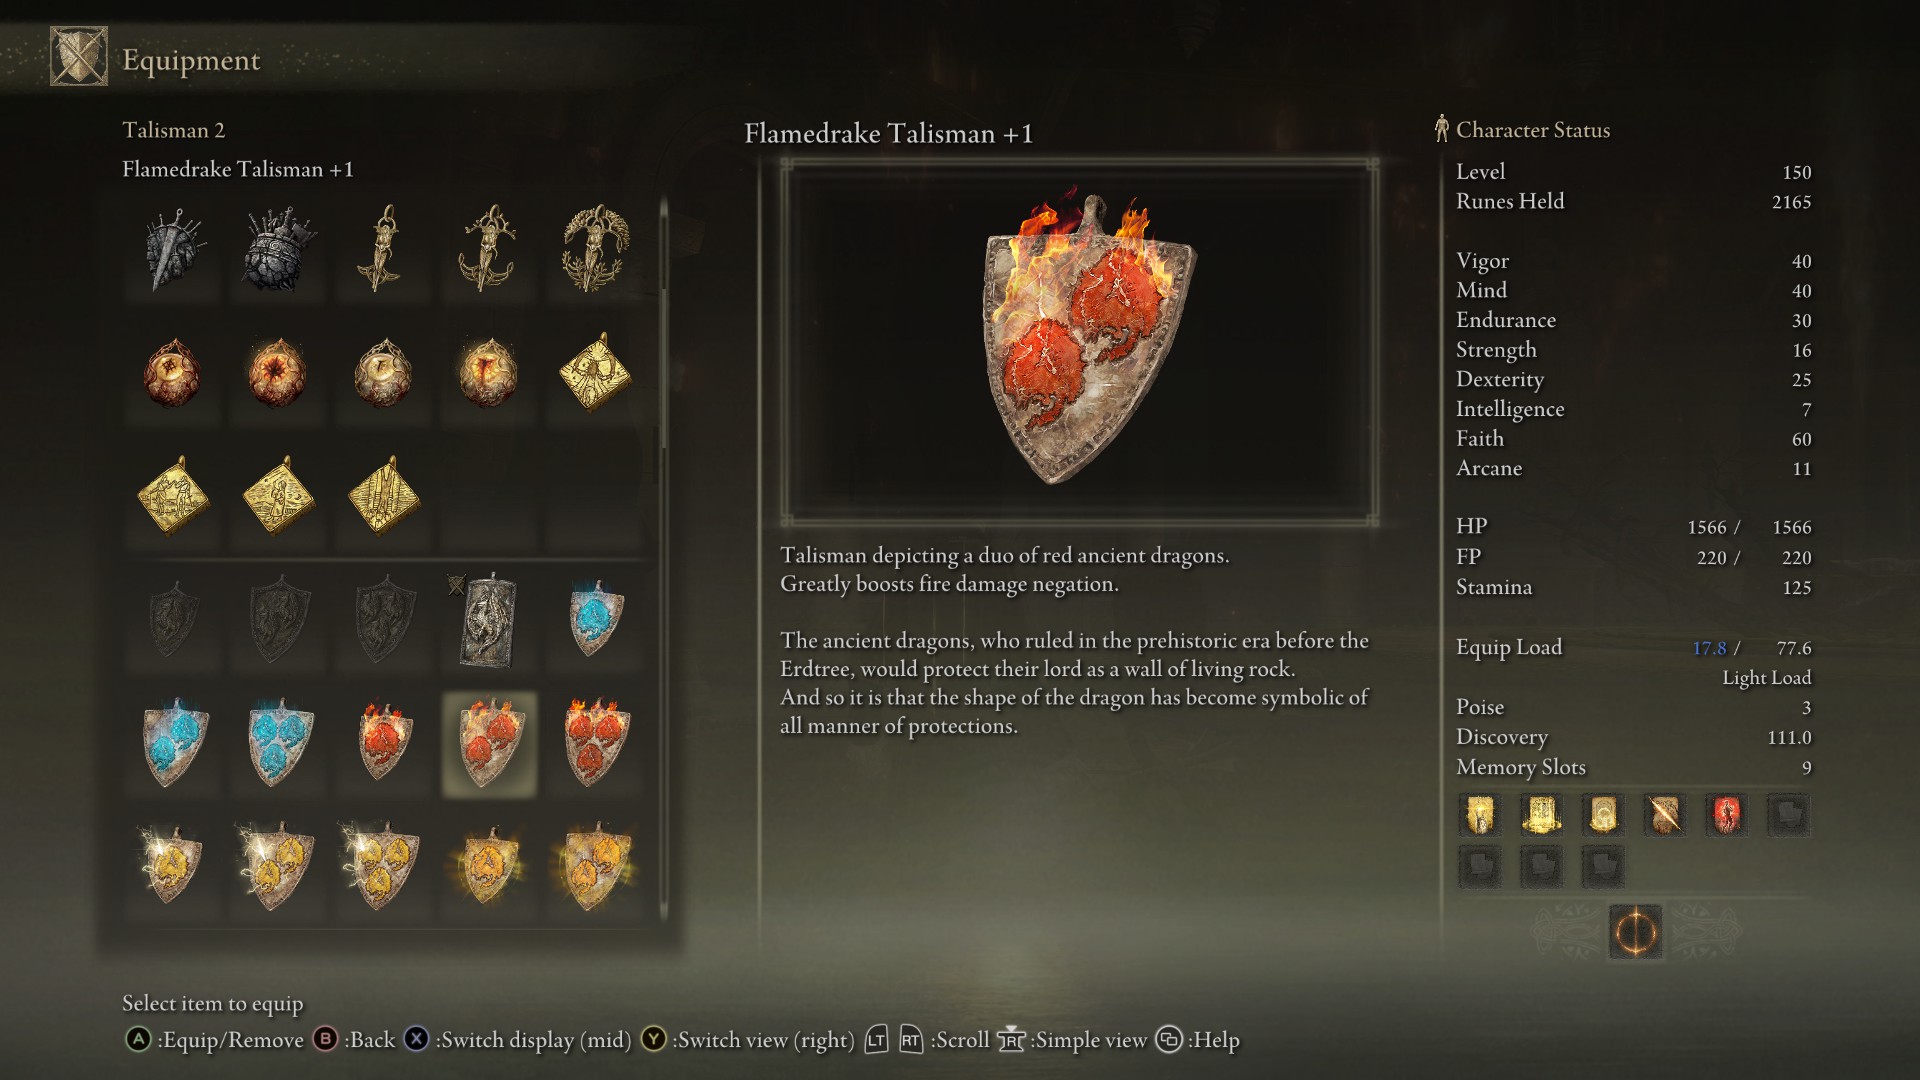 Equipment
Talisman 2
Flamedrake Talisman +1
Flamedrake Talisman +1
Talisman depicting a duo of red ancient dragons.
Greatly boosts fire damage negation.
The ancient dragons, who ruled in the prehistoric era before the
Erdtree, would protect their lord as a wall of living rock.
And so it is that the shape of the dragon has become symbolic of
all manner of protections.
Character Status
Level 150
Runes Held 2165
Vigor 40
Mind 40
Endurance 30
Strength 16
Dexterity 25
Intelligence 7
Faith 60
Arcane 11
HP 1566 / 1566
FP 220 / 220
Stamina 125
Equip Load 17.8 / 77.6
Light Load
Poise 3
Discovery 111.0
Memory Slots 9
Select item to equip
A :Equip/Remove B :Back X :Switch display (mid) Y :Switch view (right) LT RT :Scroll R :Simple view :Help